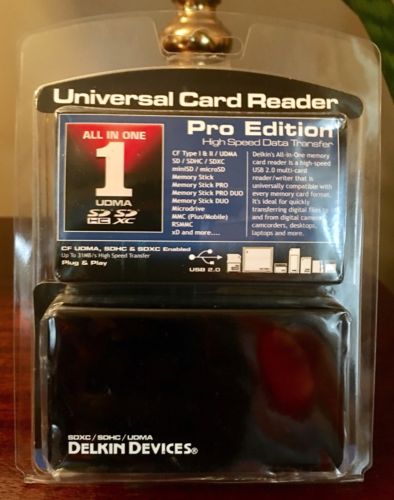 Universal Card Reader
ALL IN ONE
1
UDMA
SD HC SD XC
Pro Edition
High Speed Data Transfer
CF Type I & II / UDMA
SD / SDHC / SDXC
miniSD / microSD
Memory Stick
Memory Stick PRO
Memory Stick PRO DUO
Memory Stick DUO
Microdrive
MMC (Plus/Mobile)
RSMMC
xD and more....
Delkin's All-in-One memory
card reader is a high-speed
USB 2.0 multi-card
reader/writer that is
universally compatible with
every memory card format.
It's ideal for quickly
transferring digital files to
and from digital cameras,
camcorders, desktops,
laptops and more.
CF UDMA, SDHC & SDXC Enabled
Up To 31MB/s High Speed Transfer
Plug & Play
USB 2.0
SDXC / SDHC / UDMA
DELKIN DEVICES®